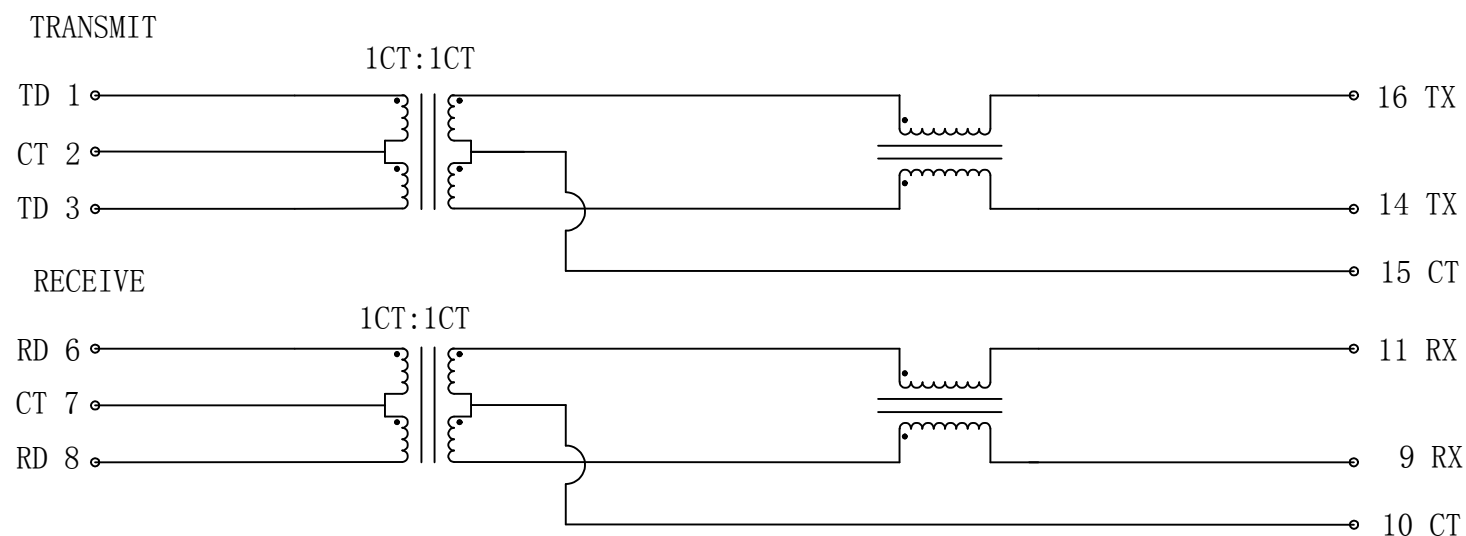 TRANSMIT
1CT:1CT
TD 1
16 TX
CT 2
TD 3
14 TX
15 CT
RECEIVE
1CT:1CT
RD 6
11 RX
CT 7
RD 8
9 RX
10 CT